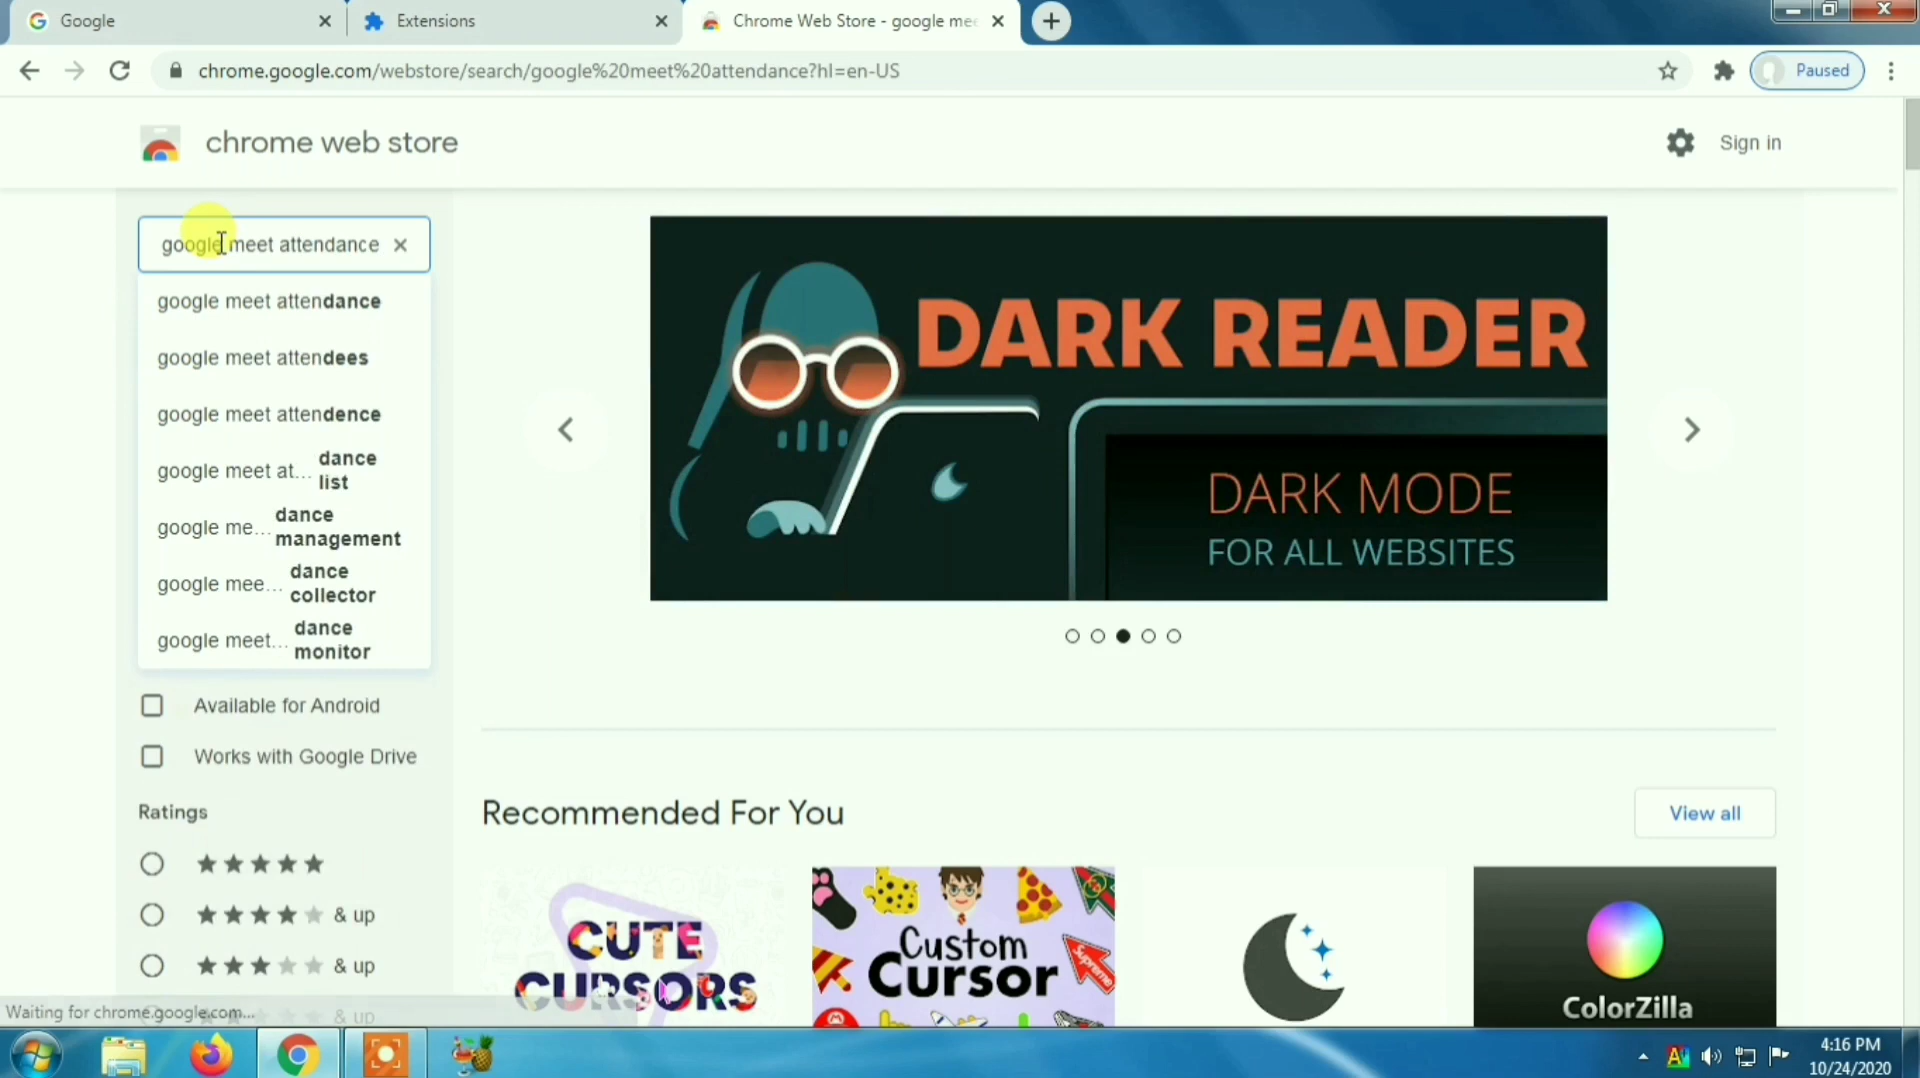 Google
Extensions
Chrome Web Store - google mee
chrome.google.com/webstore/search/google%20meet%20attendance?hl=en-US
Paused
chrome web store
Sign in
google meet attendance
google meet attendance
google meet attendees
google meet attendence
google meet at... dance list
google me... dance management
google mee... dance collector
google meet... dance monitor
Available for Android
Works with Google Drive
Ratings
& up
& up
& up
DARK READER
DARK MODE
FOR ALL WEBSITES
Recommended For You
View all
CUTE
CURSORS
Custom
Cursor
Supreme
ColorZilla
Waiting for chrome.google.com...
4:16 PM
10/24/2020